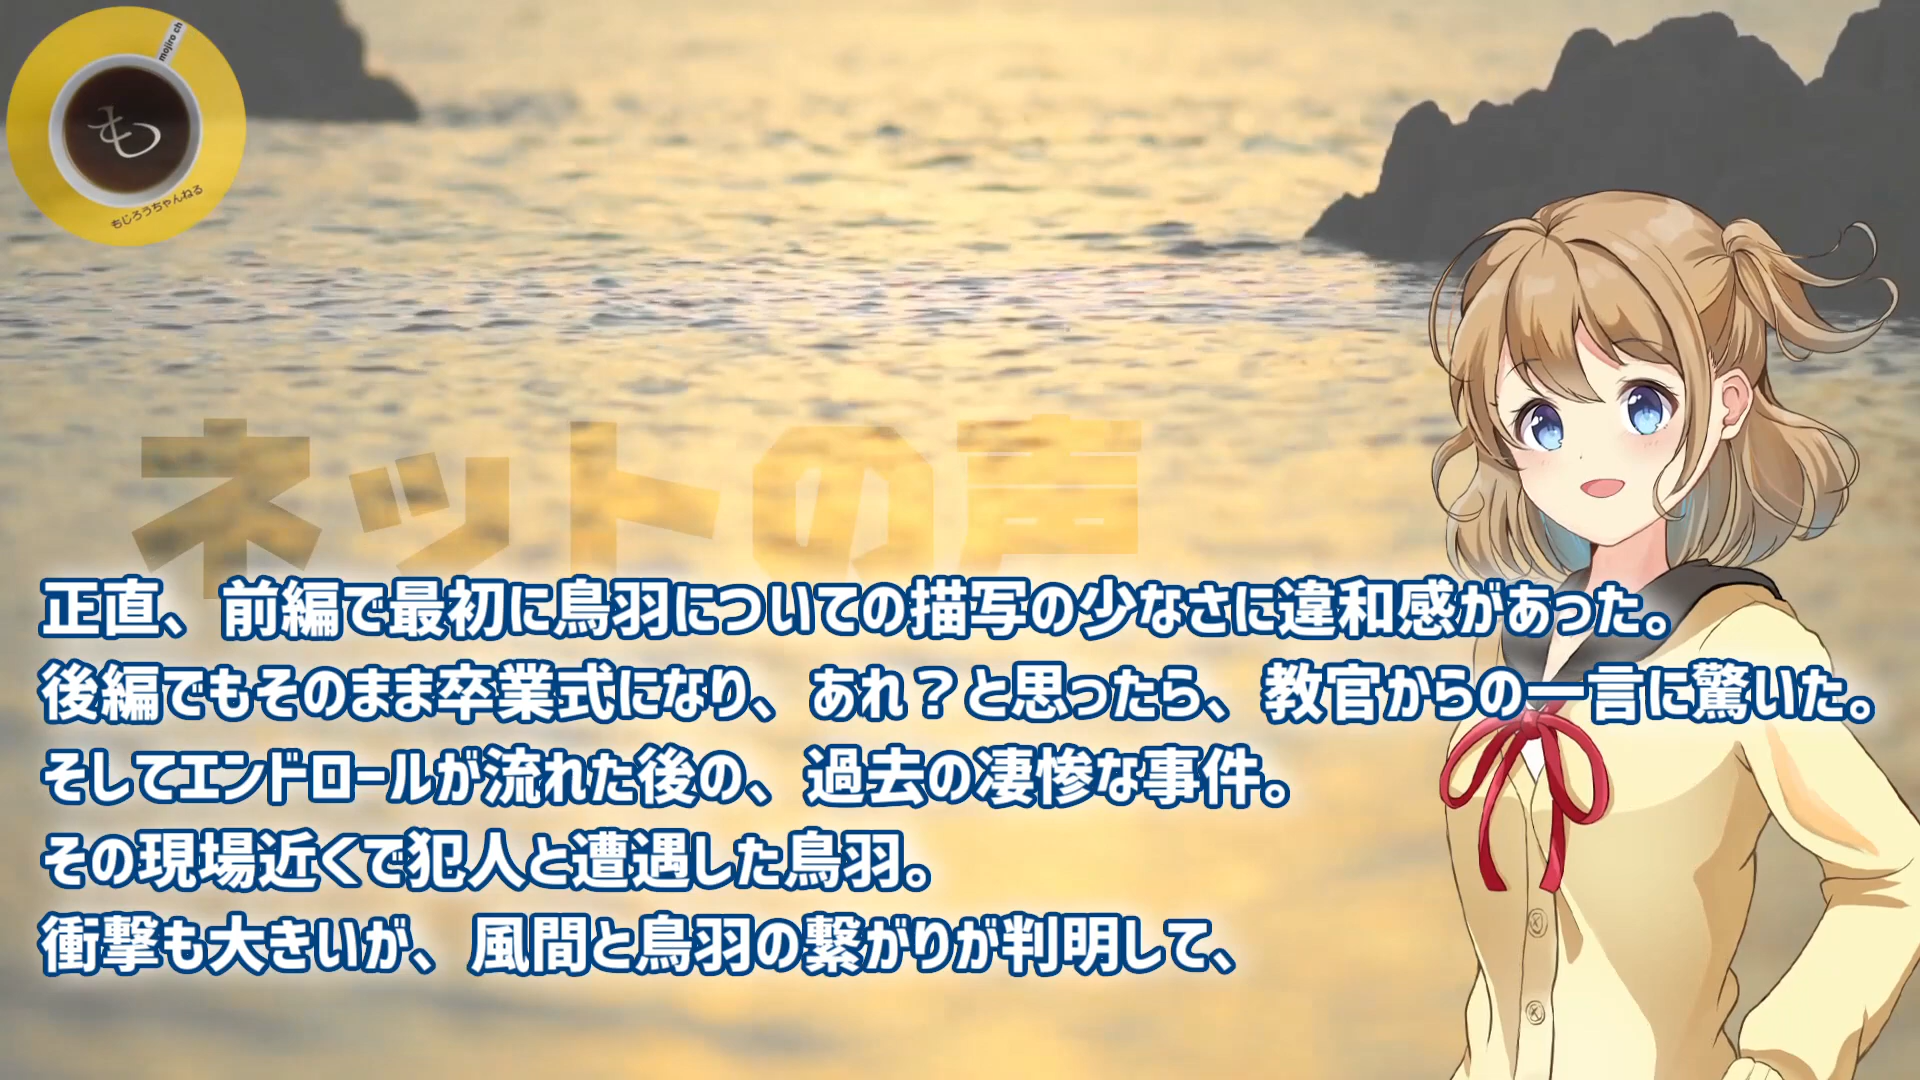 mojiro ch
も
もじろうちゃんねる
ネットの声
正直、前編で最初に鳥羽についての描写の少なさに違和感があった。
後編でもそのまま卒業式になり、あれ？と思ったら、教官からの一言に驚いた。
そしてエンドロールが流れた後の、過去の凄惨な事件。
その現場近くで犯人と遭遇した鳥羽。
衝撃も大きいが、風間と鳥羽の繋がりが判明して、